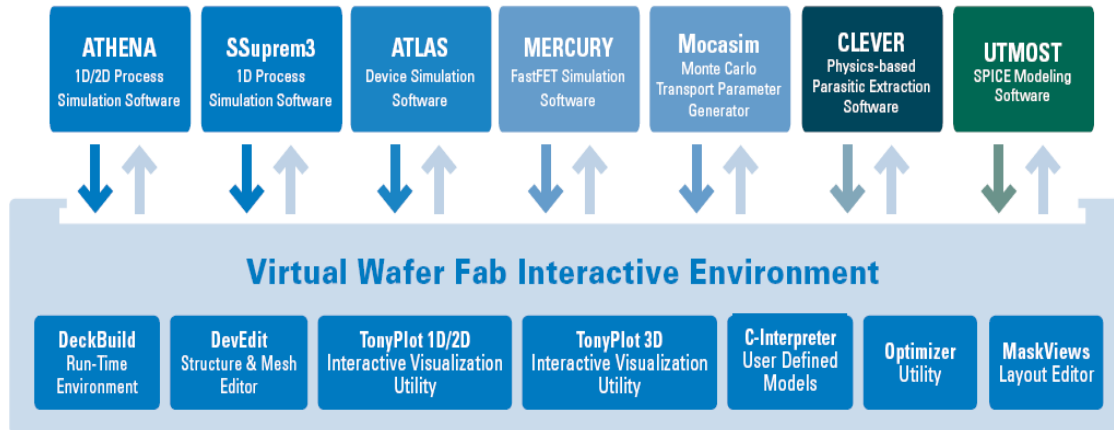 ATHENA
1D/2D Process
Simulation Software
SSuprem3
1D Process
Simulation Software
ATLAS
Device Simulation
Software
MERCURY
FastFET Simulation
Software
Mocasim
Monte Carlo
Transport Parameter
Generator
CLEVER
Physics-based
Parasitic Extraction
Software
UTMOST
SPICE Modeling
Software
Virtual Wafer Fab Interactive Environment
DeckBuild
Run-Time
Environment
DevEdit
Structure & Mesh
Editor
TonyPlot 1D/2D
Interactive Visualization
Utility
TonyPlot 3D
Interactive Visualization
Utility
C-Interpreter
User Defined
Models
Optimizer
Utility
MaskViews
Layout Editor